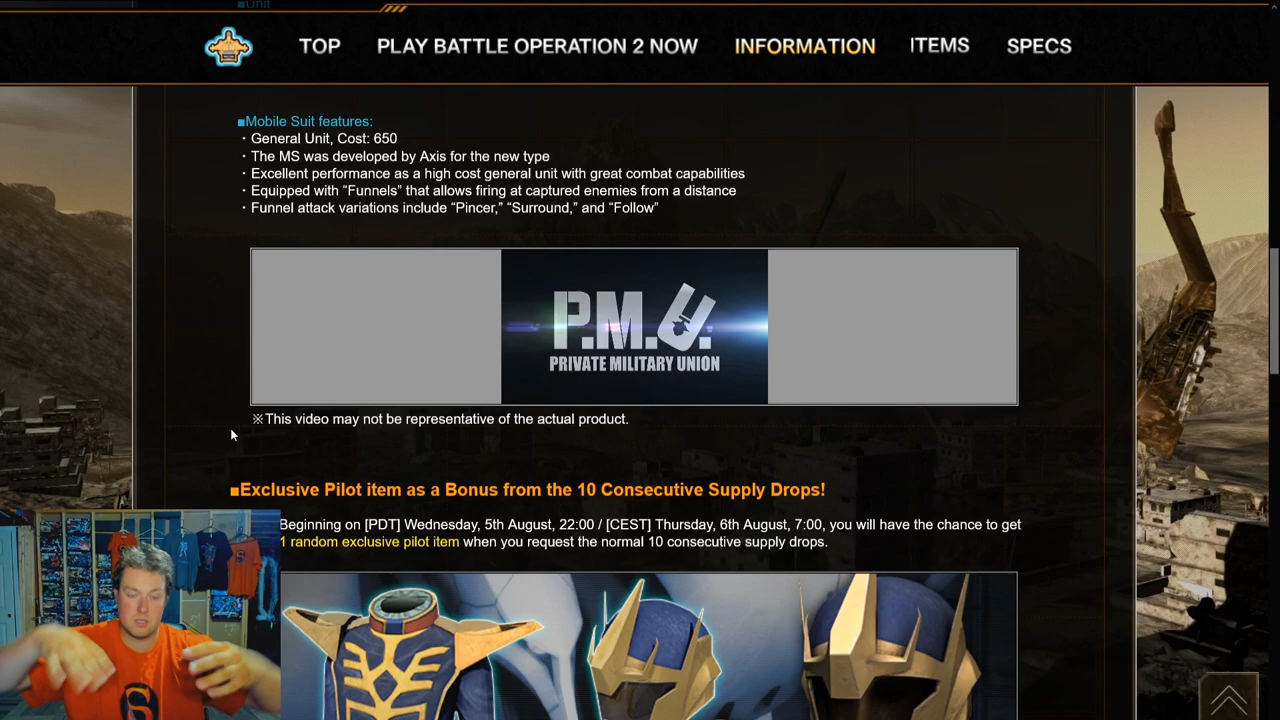 ■Unit
TOP PLAY BATTLE OPERATION 2 NOW INFORMATION ITEMS SPECS
■Mobile Suit features:
・General Unit, Cost: 650
・The MS was developed by Axis for the new type
・Excellent performance as a high cost general unit with great combat capabilities
・Equipped with “Funnels” that allows firing at captured enemies from a distance
・Funnel attack variations include “Pincer,” “Surround,” and “Follow”
P.M.U.
PRIVATE MILITARY UNION
※This video may not be representative of the actual product.
■Exclusive Pilot item as a Bonus from the 10 Consecutive Supply Drops!
Beginning on [PDT] Wednesday, 5th August, 22:00 / [CEST] Thursday, 6th August, 7:00, you will have the chance to get
1 random exclusive pilot item when you request the normal 10 consecutive supply drops.